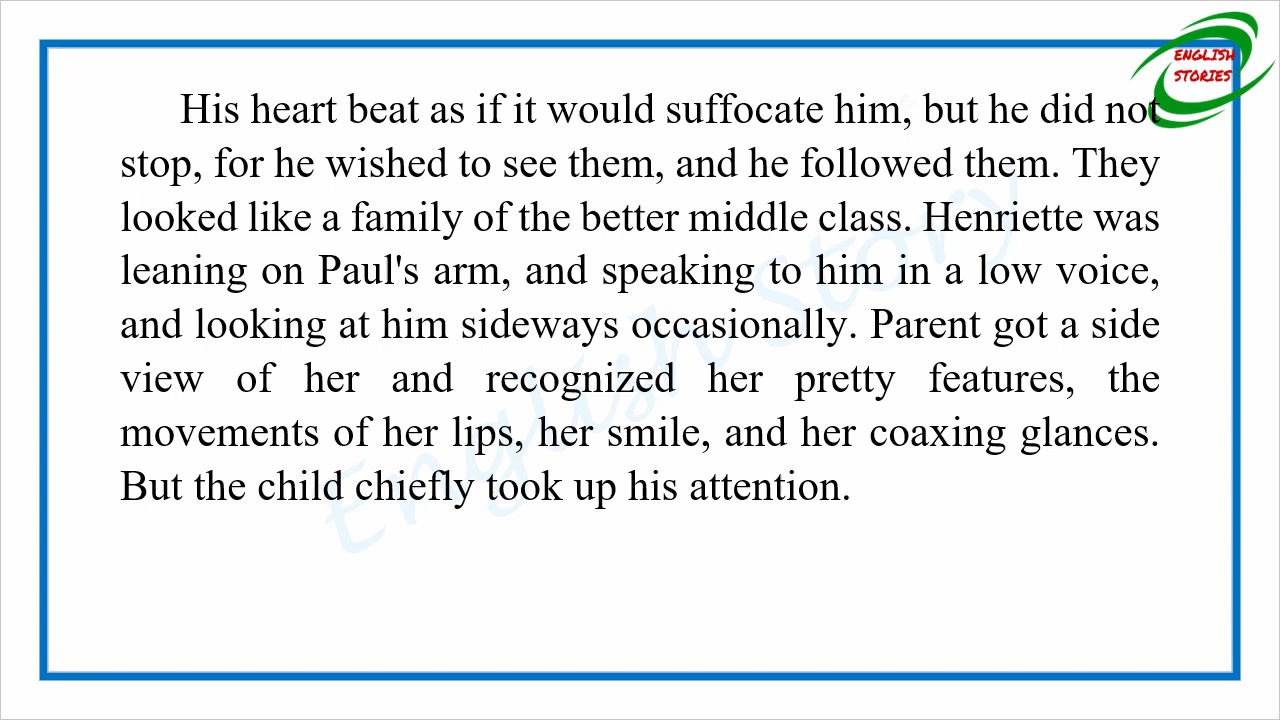 ENGLISH
STORIES
His heart beat as if it would suffocate him, but he did not
stop, for he wished to see them, and he followed them. They
looked like a family of the better middle class. Henriette was
leaning on Paul's arm, and speaking to him in a low voice,
and looking at him sideways occasionally. Parent got a side
view of her and recognized her pretty features, the
movements of her lips, her smile, and her coaxing glances.
But the child chiefly took up his attention.
English Story